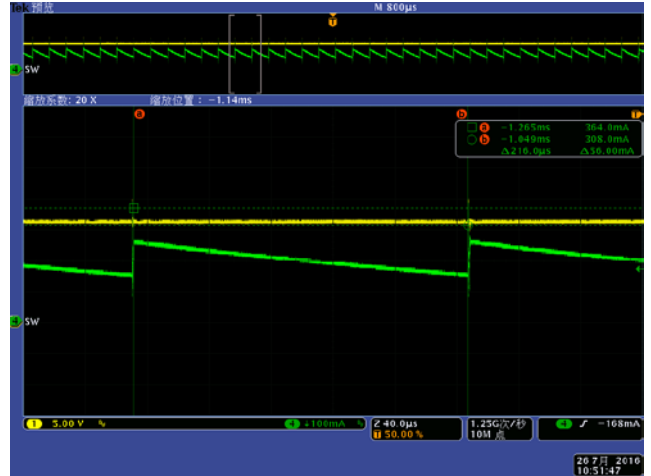 Tek 预览
M 800µs
T
4 SW
缩放系数: 20 X
缩放位置: -1.14ms
a
b
T
a -1.265ms 364.0mA
b -1.049ms 308.0mA
Δ216.0µs Δ56.00mA
4 SW
1 5.00 V
4 ↓100mA
Z 40.0µs
T 50.00 %
1.25G次/秒
10M 点
4 ƒ -168mA
26 7月 2016
10:51:47